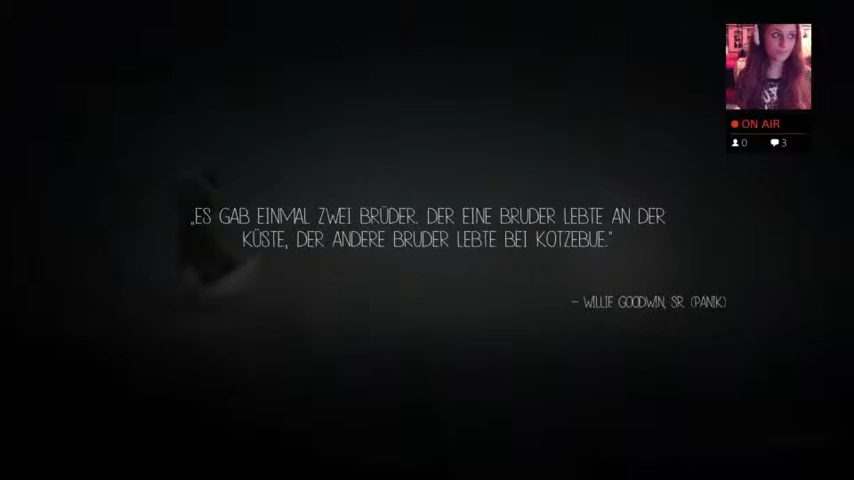 ON AIR
0 3
„ES GAB EINMAL ZWEI BRÜDER. DER EINE BRUDER LEBTE AN DER
KÜSTE, DER ANDERE BRUDER LEBTE BEI KOTZEBUE.“
– WILLIE GOODWIN, SR. (PANIK)